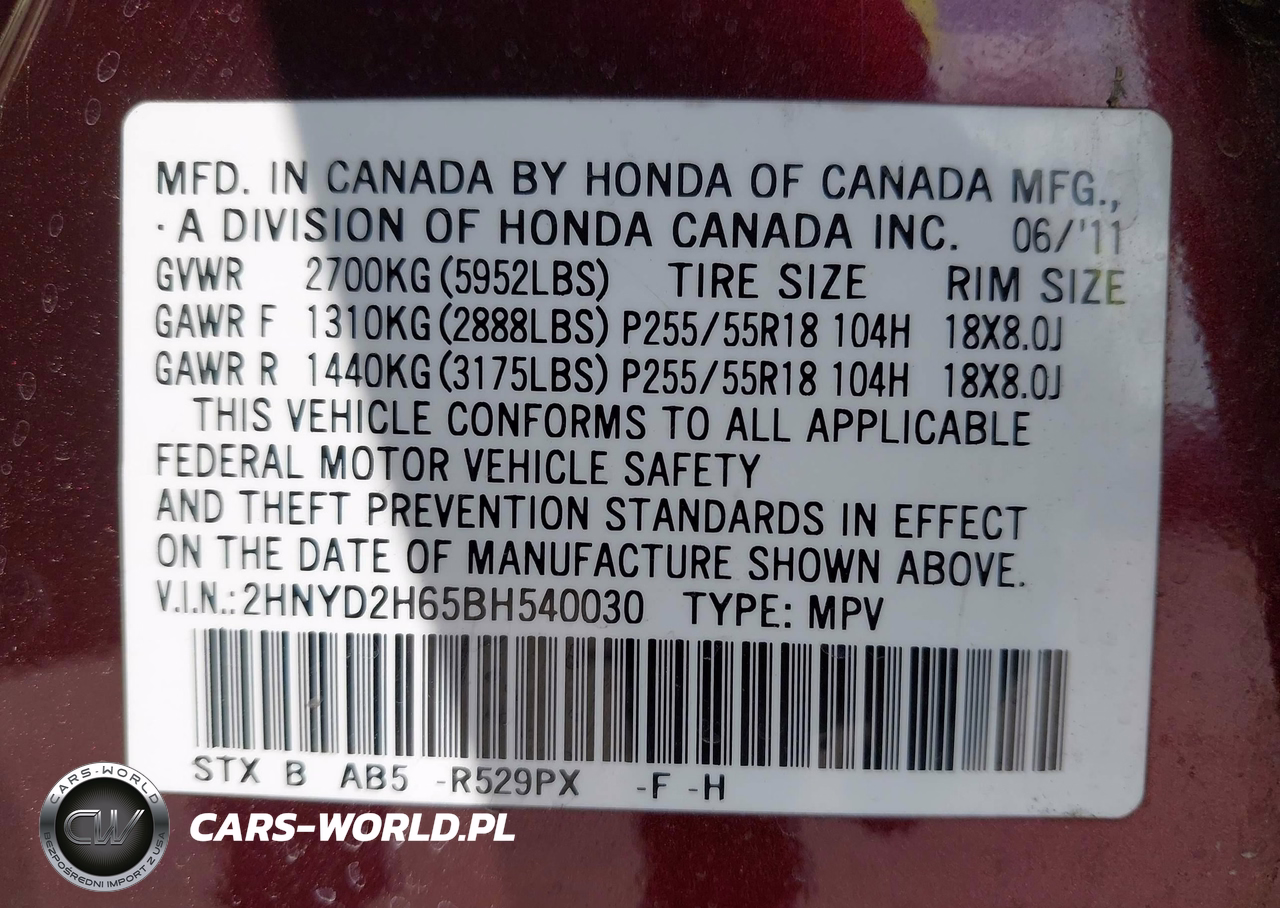 MFD. IN CANADA BY HONDA OF CANADA MFG.,
· A DIVISION OF HONDA CANADA INC. 06/'11
GVWR 2700KG (5952LBS) TIRE SIZE RIM SIZE
GAWR F 1310KG (2888LBS) P255/55R18 104H 18X8.0J
GAWR R 1440KG (3175LBS) P255/55R18 104H 18X8.0J
THIS VEHICLE CONFORMS TO ALL APPLICABLE
FEDERAL MOTOR VEHICLE SAFETY
AND THEFT PREVENTION STANDARDS IN EFFECT
ON THE DATE OF MANUFACTURE SHOWN ABOVE.
V.I.N.: 2HNYD2H65BH540030 TYPE: MPV
STX B AB5 -R529PX -F -H
CARS-WORLD
CW
BEZPOŚREDNI IMPORT Z USA
CARS-WORLD.PL